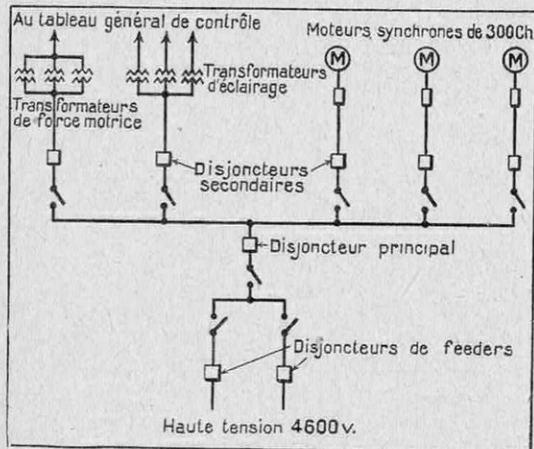 Au tableau général de contrôle
Moteurs synchrones de 300Ch
M
M
M
Transformateurs
d'éclairage
Transformateurs
de force motrice
Disjoncteurs
secondaires
Disjoncteur principal
Disjoncteurs de feeders
Haute tension 4600 v.